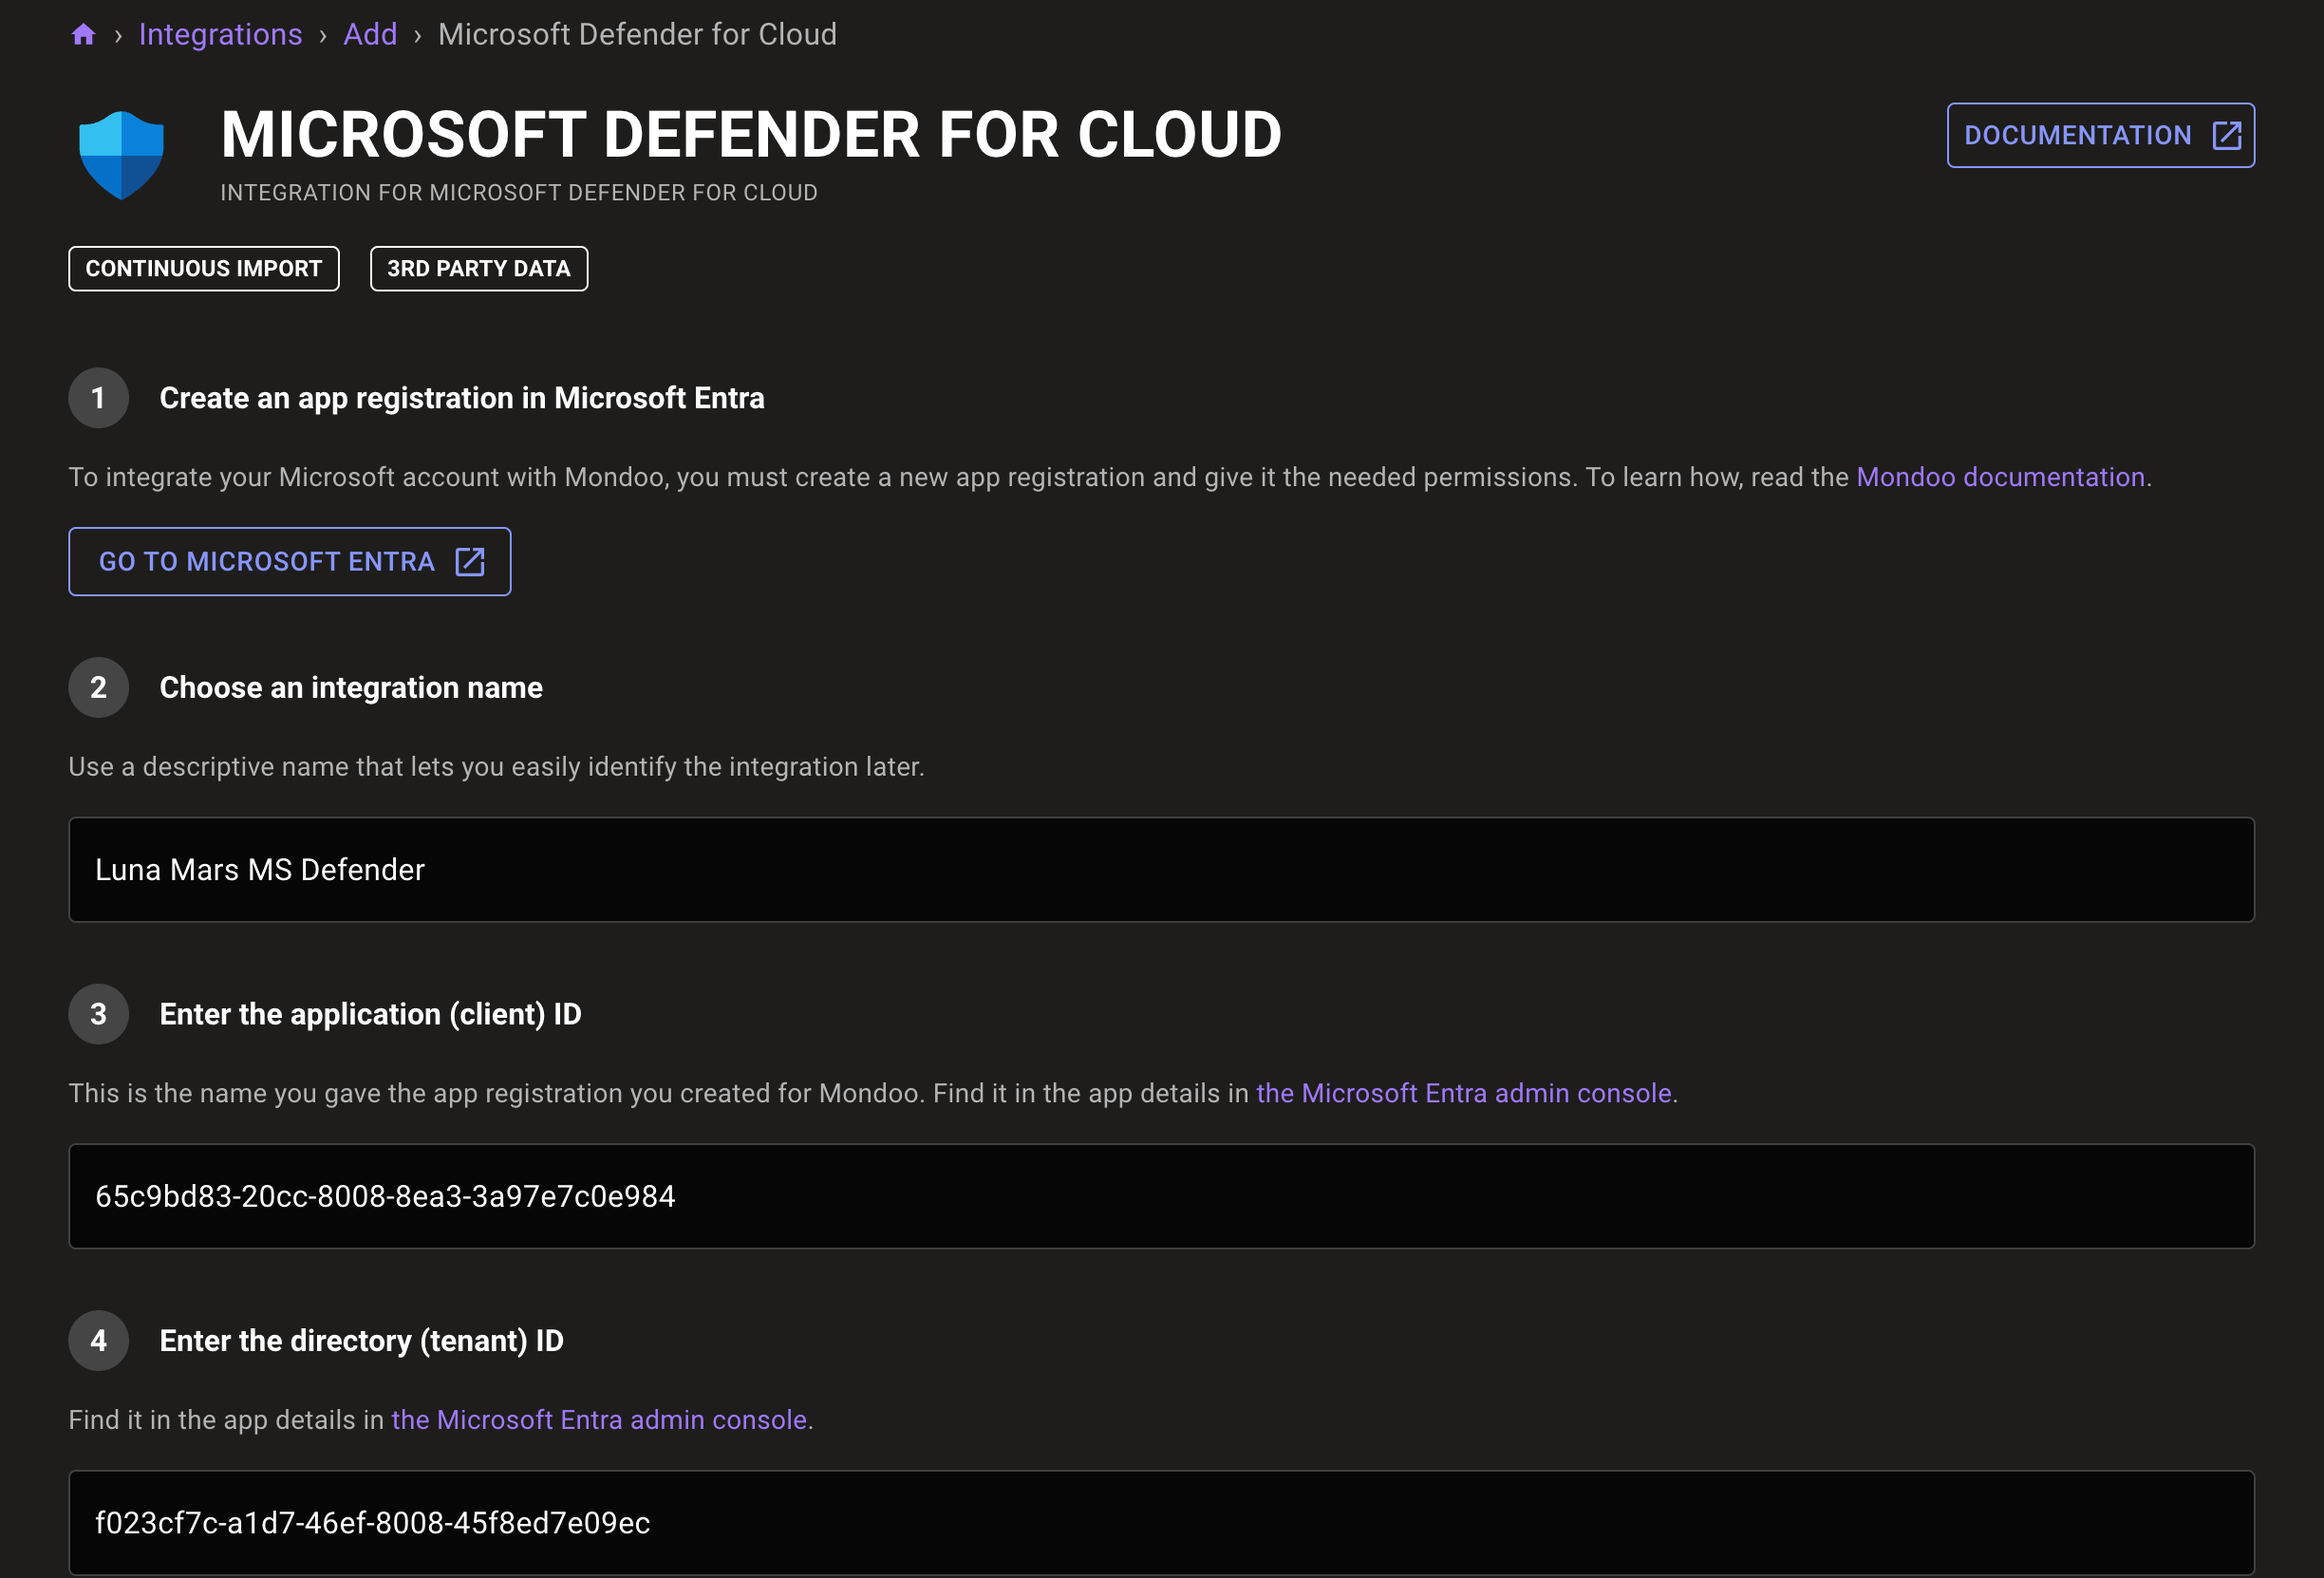 › Integrations › Add › Microsoft Defender for Cloud
MICROSOFT DEFENDER FOR CLOUD
DOCUMENTATION
INTEGRATION FOR MICROSOFT DEFENDER FOR CLOUD
CONTINUOUS IMPORT 3RD PARTY DATA
1 Create an app registration in Microsoft Entra
To integrate your Microsoft account with Mondoo, you must create a new app registration and give it the needed permissions. To learn how, read the Mondoo documentation.
GO TO MICROSOFT ENTRA
2 Choose an integration name
Use a descriptive name that lets you easily identify the integration later.
Luna Mars MS Defender
3 Enter the application (client) ID
This is the name you gave the app registration you created for Mondoo. Find it in the app details in the Microsoft Entra admin console.
65c9bd83-20cc-8008-8ea3-3a97e7c0e984
4 Enter the directory (tenant) ID
Find it in the app details in the Microsoft Entra admin console.
f023cf7c-a1d7-46ef-8008-45f8ed7e09ec